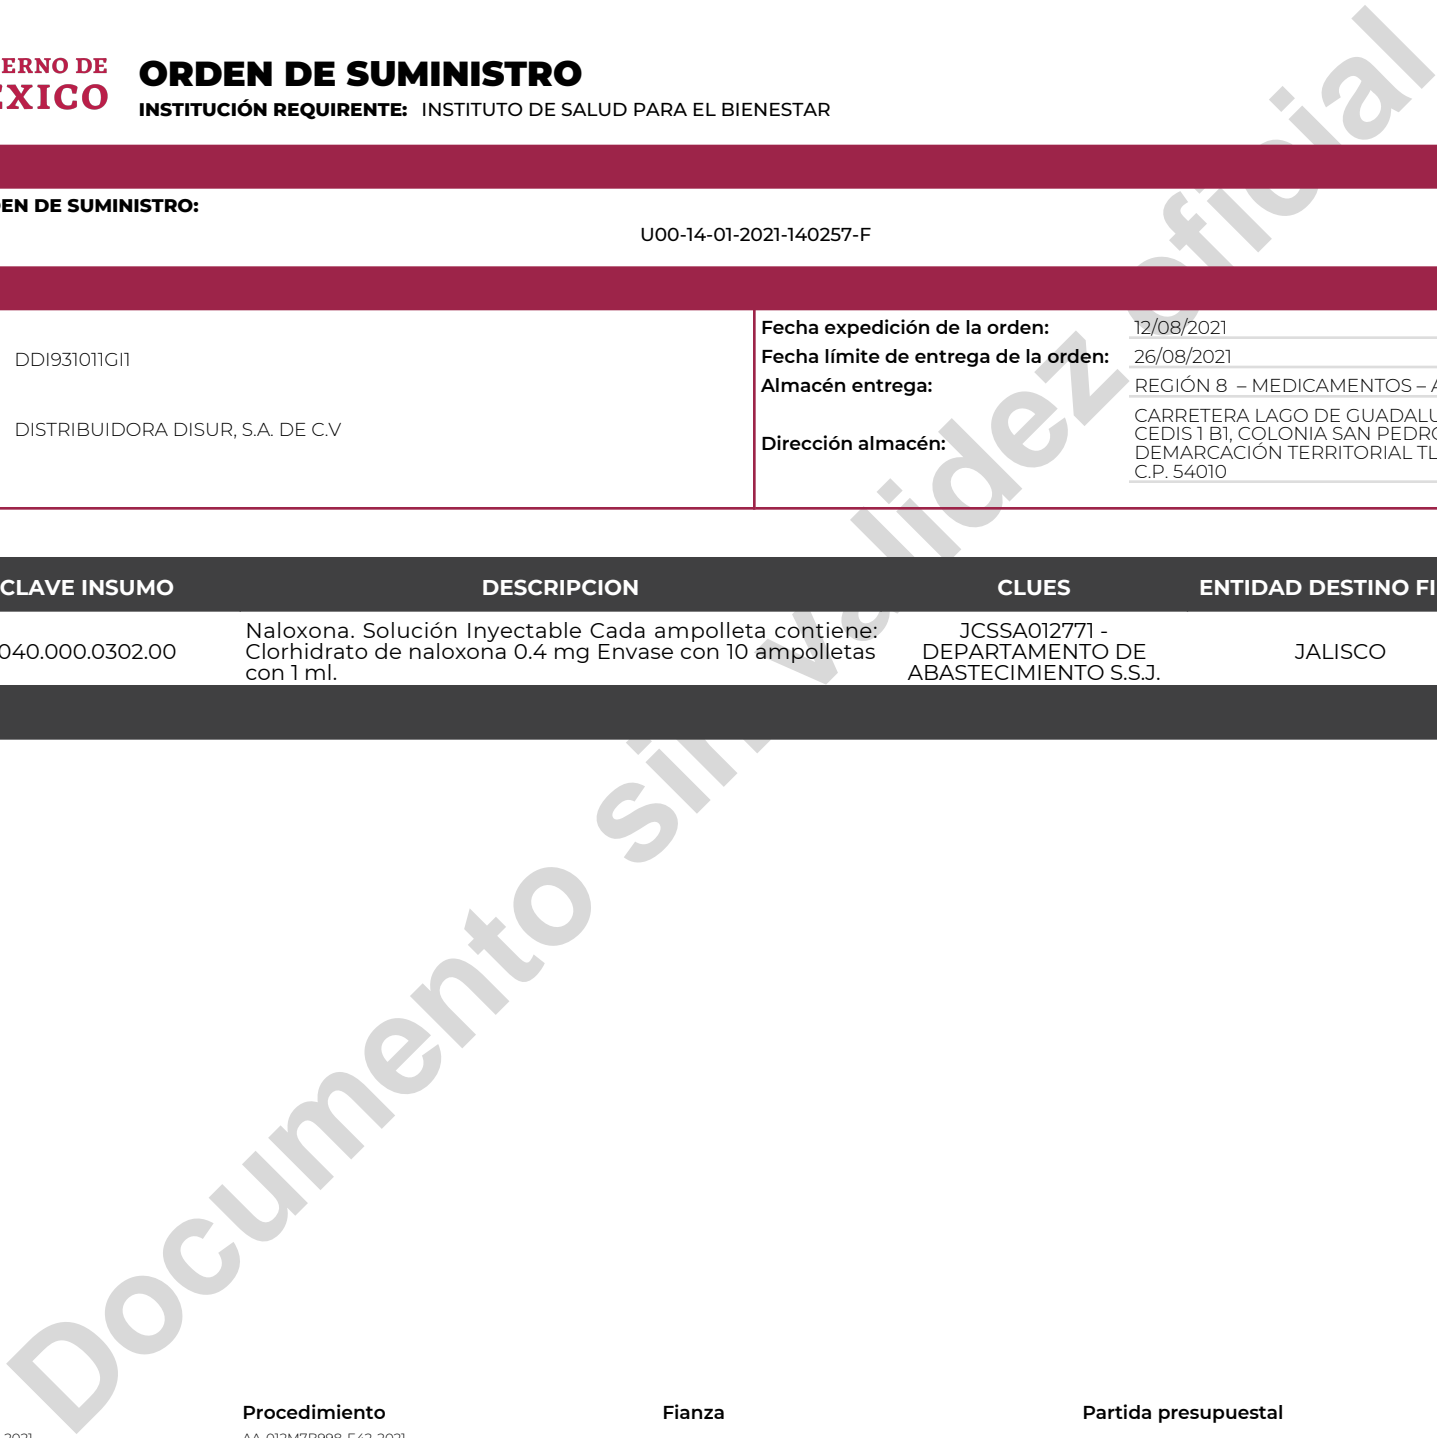 ERNO DE
EXICO
ORDEN DE SUMINISTRO
INSTITUCIÓN REQUIRENTE: INSTITUTO DE SALUD PARA EL BIENESTAR
EN DE SUMINISTRO:
U00-14-01-2021-140257-F
DDI931011GI1
DISTRIBUIDORA DISUR, S.A. DE C.V
Fecha expedición de la orden: 12/08/2021
Fecha límite de entrega de la orden: 26/08/2021
Almacén entrega: REGIÓN 8 – MEDICAMENTOS – A
Dirección almacén:
CARRETERA LAGO DE GUADALU
CEDIS 1 B1, COLONIA SAN PEDRO
DEMARCACIÓN TERRITORIAL TL
C.P. 54010
CLAVE INSUMO DESCRIPCION CLUES ENTIDAD DESTINO FI
040.000.0302.00
Naloxona. Solución Inyectable Cada ampolleta contiene:
Clorhidrato de naloxona 0.4 mg Envase con 10 ampolletas
con 1 ml.
JCSSA012771 -
DEPARTAMENTO DE
ABASTECIMIENTO S.S.J.
JALISCO
Documento sin validez oficial
Procedimiento Fianza Partida presupuestal